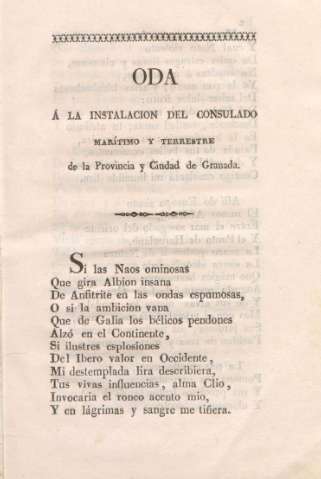 ODA
Á LA INSTALACION DEL CONSULADO
MARÍTIMO Y TERRESTRE
de la Provincia y Ciudad de Granada.
Si las Naos ominosas
Que gira Albion insana
De Anfitrite en las ondas espumosas,
O si la ambicion vana
Que de Galia los bélicos pendones
Alzó en el Continente,
Si ilustres esplosiones
Del Ibero valor en Occidente,
Mi destemplada lira describiera,
Tus vivas influencias, alma Clio,
Invocaria el ronco acento mio,
Y en lágrimas y sangre me tiñera.